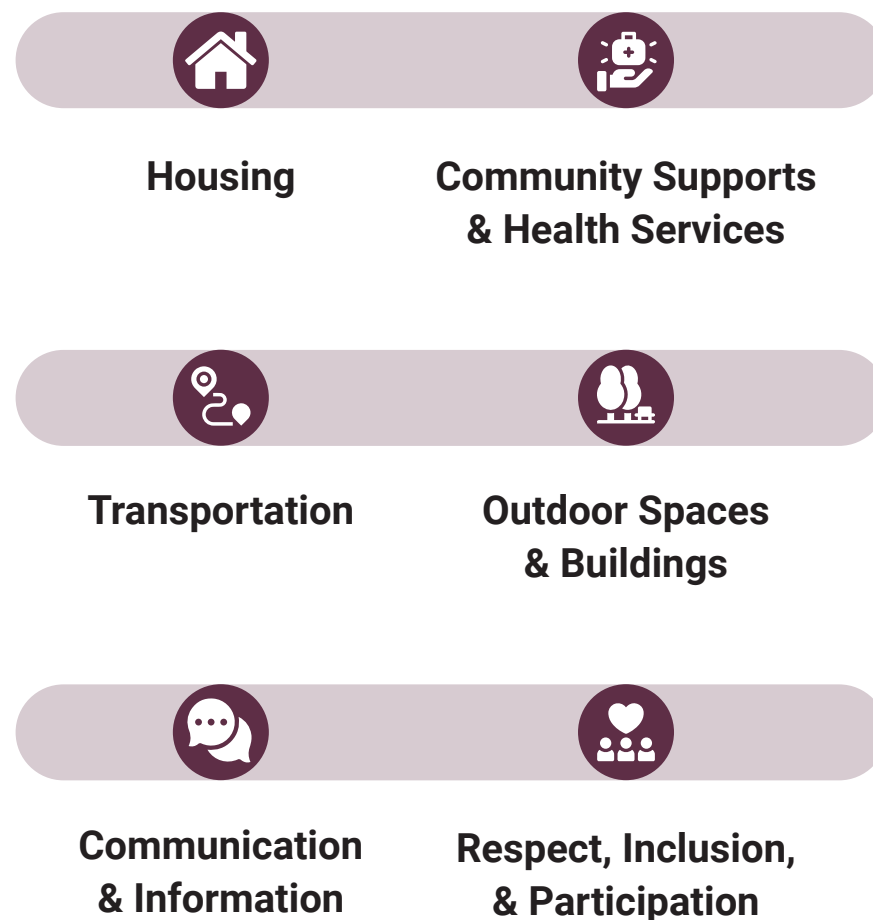 Housing
Community Supports
& Health Services
Transportation
Outdoor Spaces
& Buildings
Communication
& Information
Respect, Inclusion,
& Participation